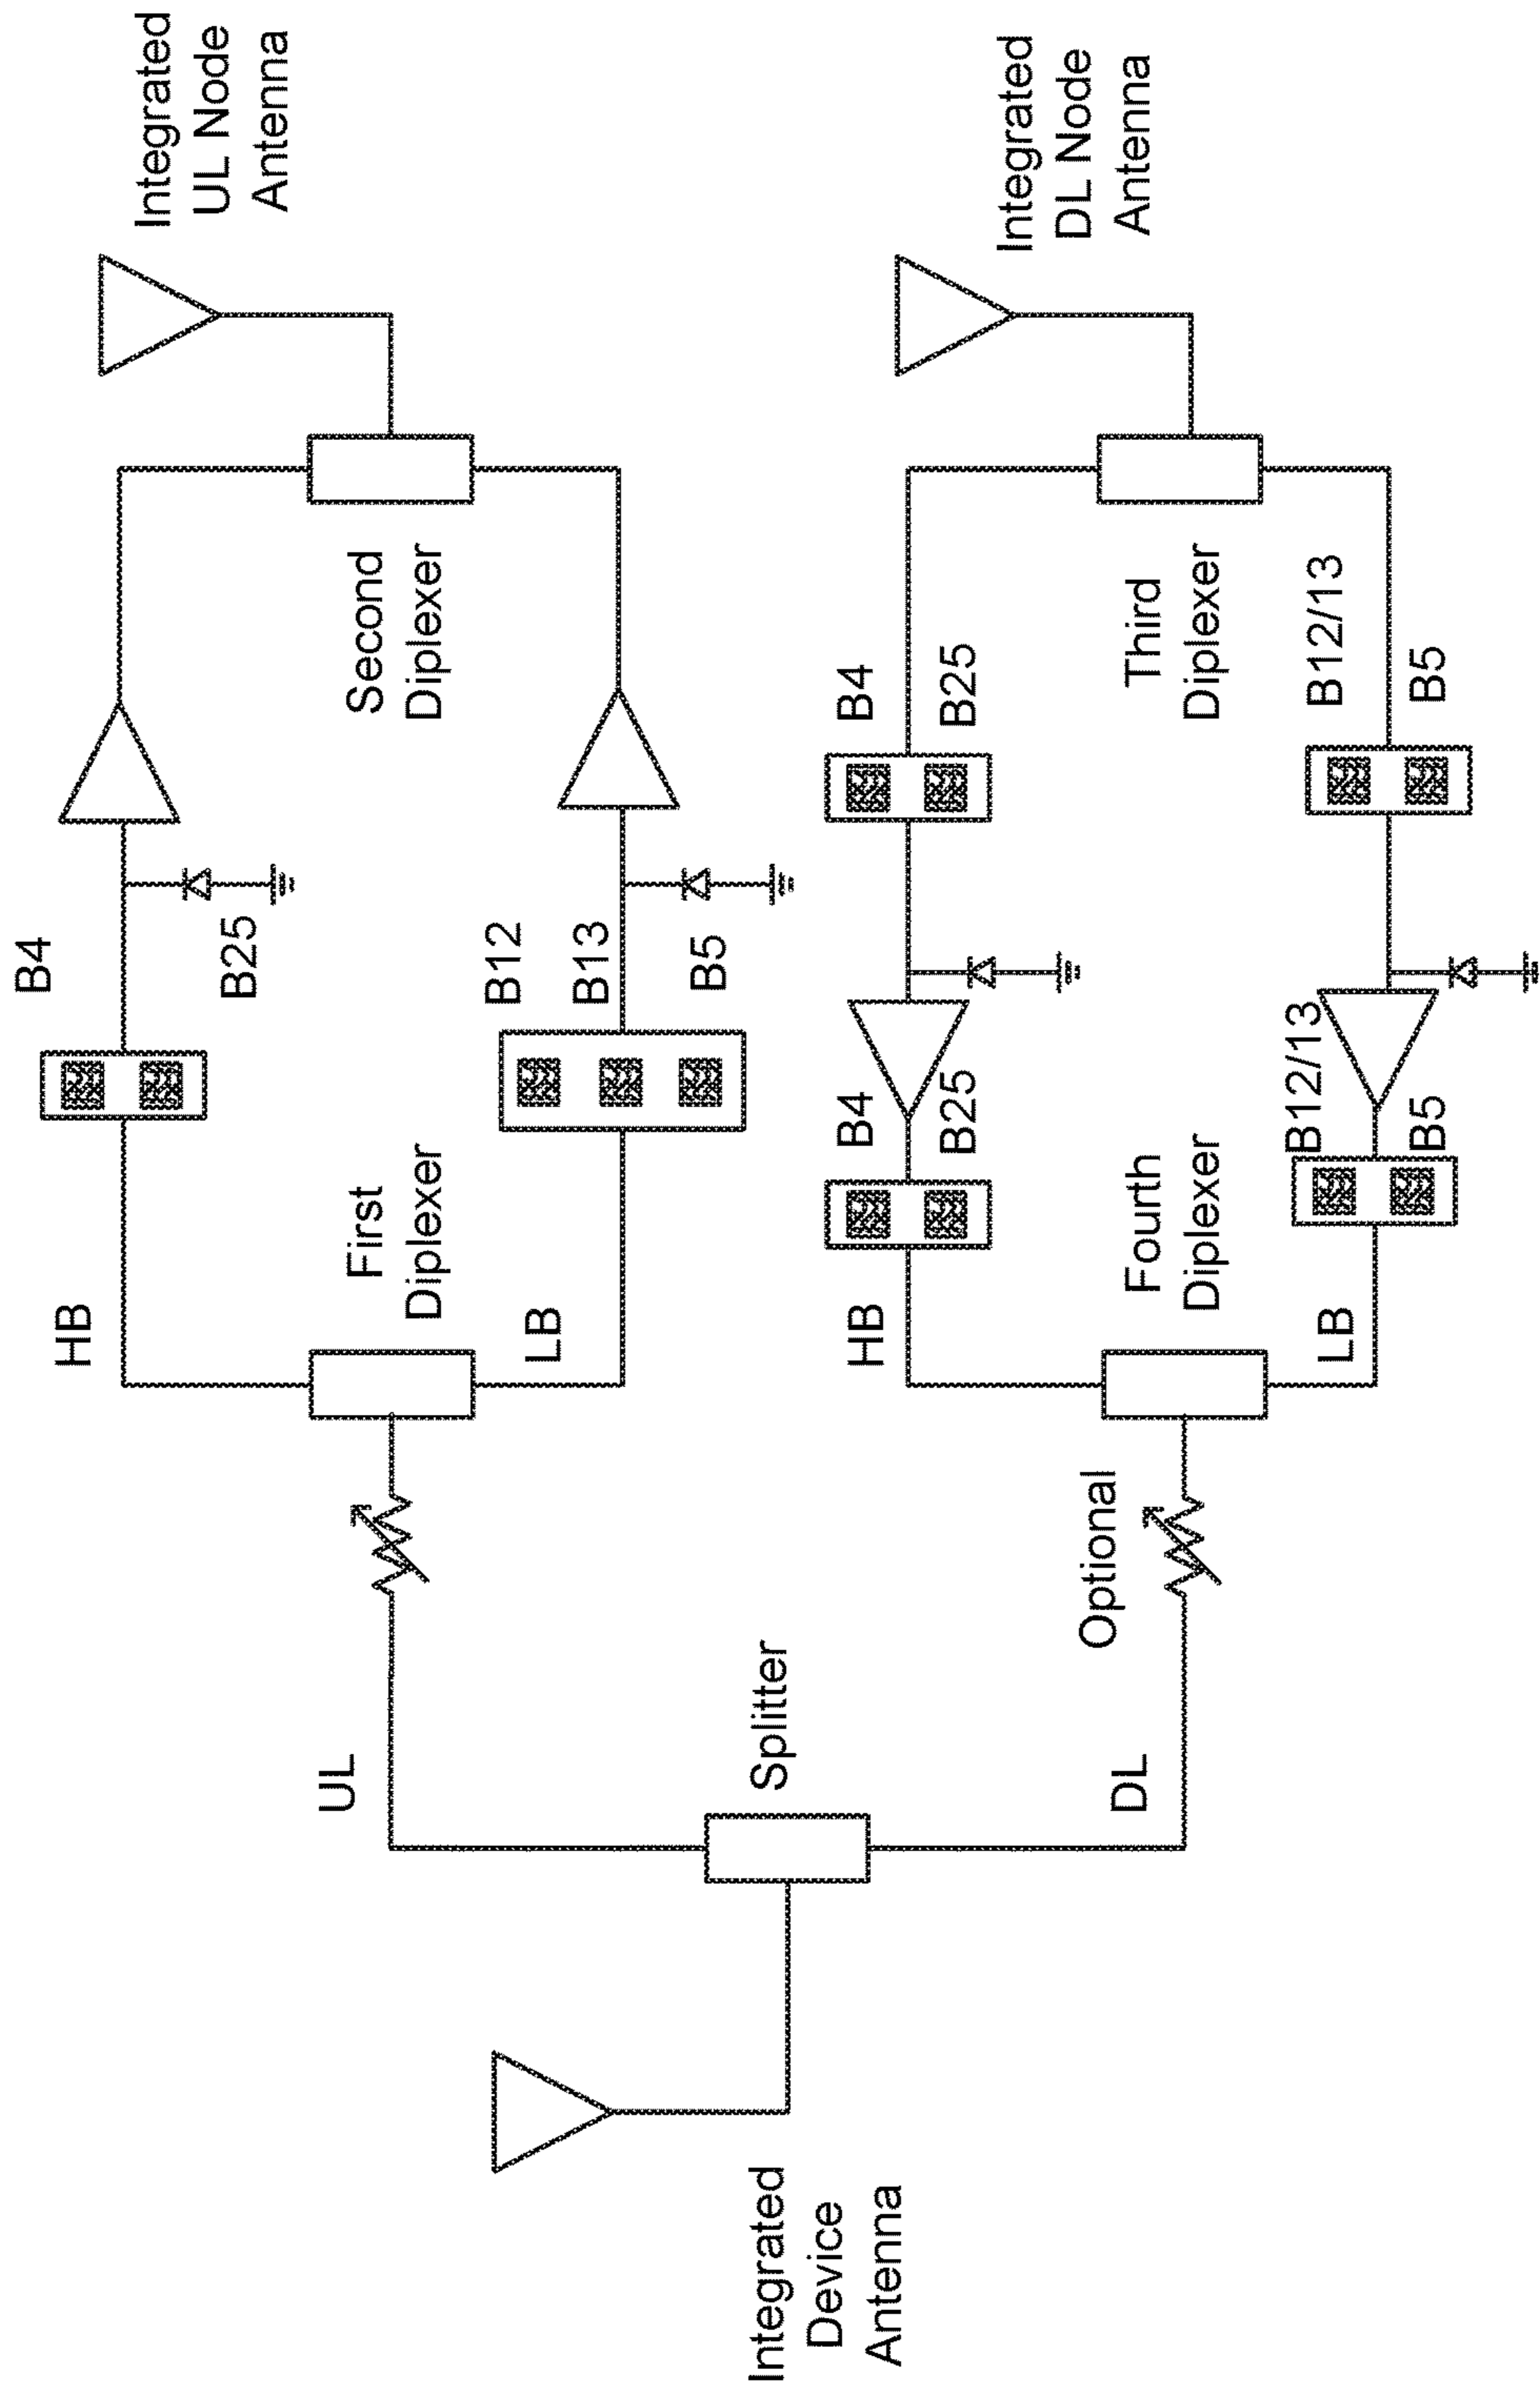 B4
HB
Integrated
UL Node
Antenna
B25
UL
First
Diplexer
Second
Diplexer
B12
LB
B13
B5
Integrated
Device
Antenna
Splitter
HB
B4
B25
B4
B25
Integrated
DL Node
Antenna
Optional
DL
Fourth
Diplexer
Third
Diplexer
LB
B12/13
B5
B12/13
B5